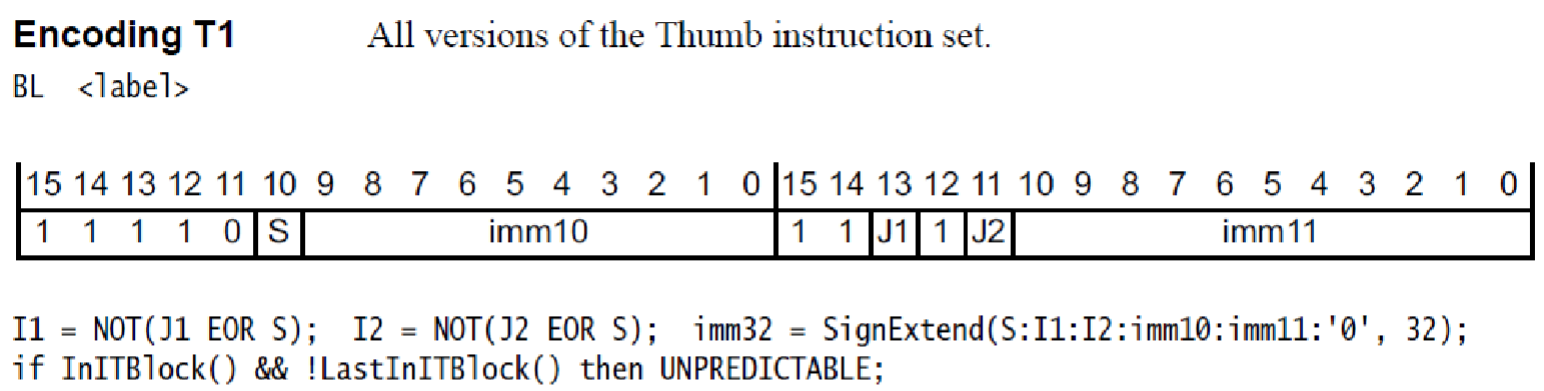 Encoding T1 All versions of the Thumb instruction set.
BL <label>
15 14 13 12 11 10 9 8 7 6 5 4 3 2 1 0 15 14 13 12 11 10 9 8 7 6 5 4 3 2 1 0
1 1 1 1 0 S imm10 1 1 J1 1 J2 imm11
I1 = NOT(J1 EOR S); I2 = NOT(J2 EOR S); imm32 = SignExtend(S:I1:I2:imm10:imm11:'0', 32);
if InITBlock() && !LastInITBlock() then UNPREDICTABLE;